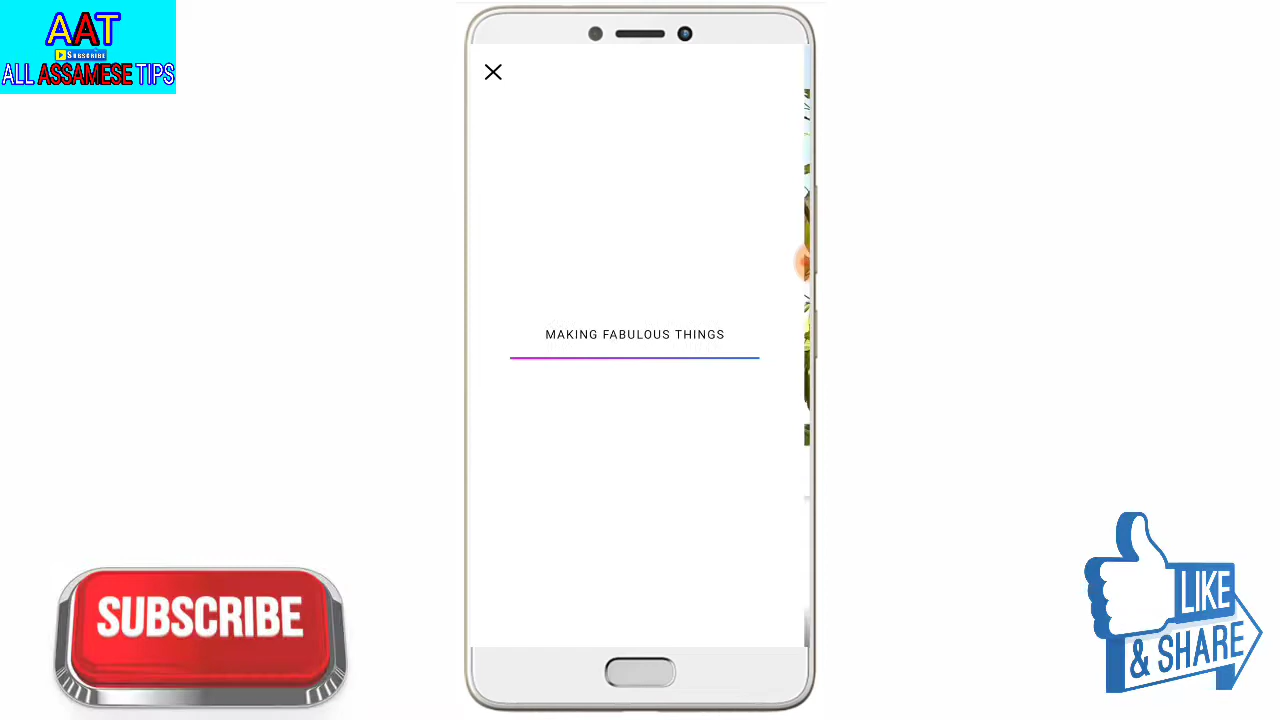 AAT
Subscribe
ALL ASSAMESE TIPS
MAKING FABULOUS THINGS
SUBSCRIBE
LIKE
& SHARE